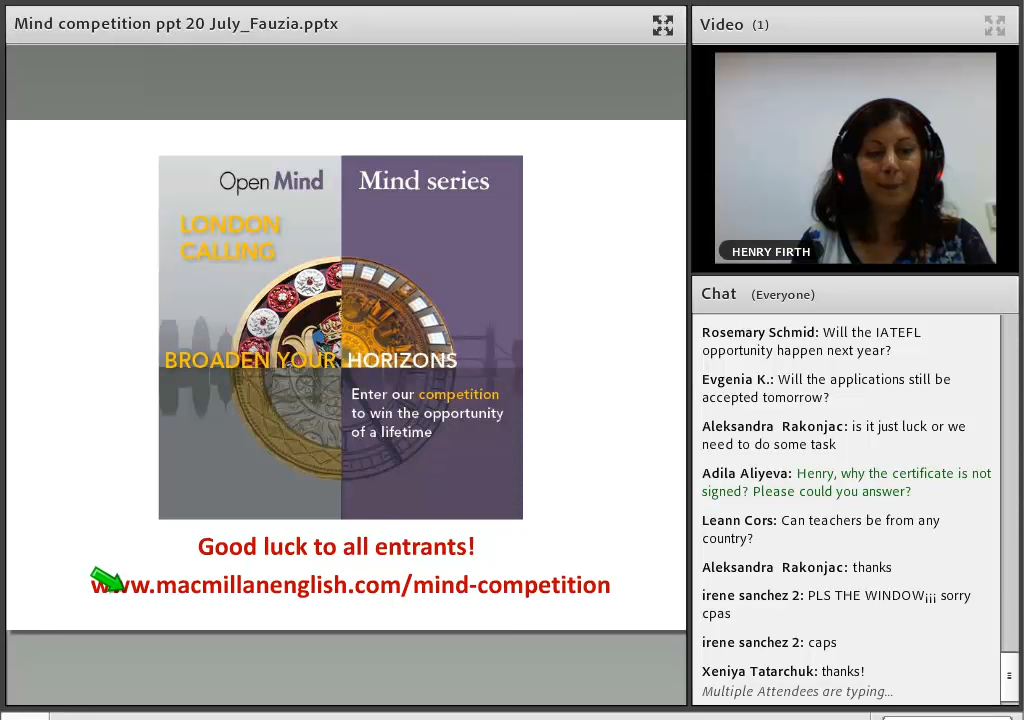 Mind competition ppt 20 July_Fauzia.pptx
Open Mind
Mind series
LONDON
CALLING
BROADEN YOUR HORIZONS
Enter our competition
to win the opportunity
of a lifetime
Good luck to all entrants!
www.macmillanenglish.com/mind-competition
Video (1)
HENRY FIRTH
Chat (Everyone)
Rosemary Schmid: Will the IATEFL
opportunity happen next year?
Evgenia K.: Will the applications still be
accepted tomorrow?
Aleksandra Rakonjac: is it just luck or we
need to do some task
Adila Aliyeva: Henry, why the certificate is not
signed? Please could you answer?
Leann Cors: Can teachers be from any
country?
Aleksandra Rakonjac: thanks
irene sanchez 2: PLS THE WINDOW¡¡¡ sorry
cpas
irene sanchez 2: caps
Xeniya Tatarchuk: thanks!
Multiple Attendees are typing...